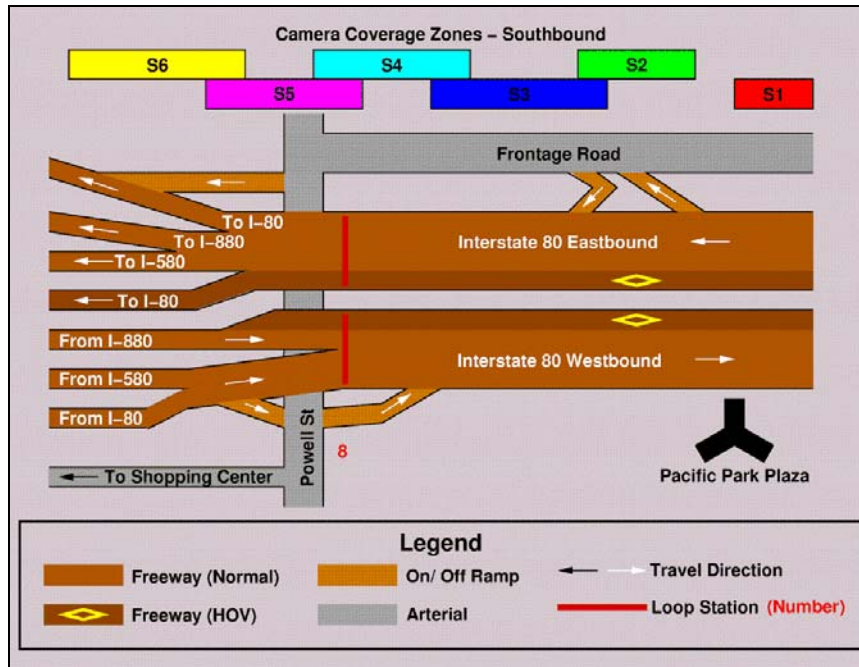 Camera Coverage Zones – Southbound
S6
S4
S2
S5
S3
S1
Frontage Road
To I–80
To I–880
Interstate 80 Eastbound
To I–580
To I–80
From I–880
Interstate 80 Westbound
From I–580
From I–80
Powell St
8
To Shopping Center
Pacific Park Plaza
Legend
Freeway (Normal)
On/ Off Ramp
Travel Direction
Freeway (HOV)
Arterial
Loop Station (Number)